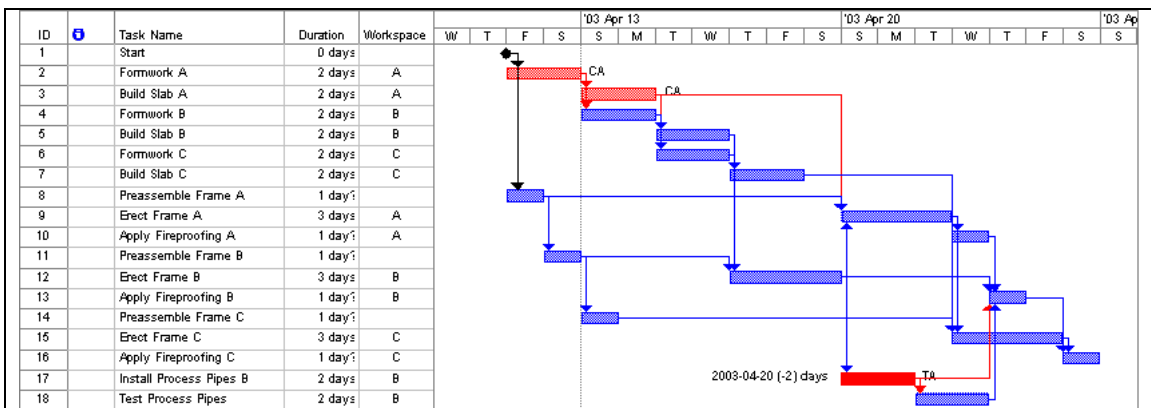 '03 Apr 13 '03 Apr 20 '03 Ap
ID Task Name Duration Workspace W T F S S M T W T F S S M T W T F S S
1 Start 0 days
2 Formwork A 2 days A CA
3 Build Slab A 2 days A CA
4 Formwork B 2 days B
5 Build Slab B 2 days B
6 Formwork C 2 days C
7 Build Slab C 2 days C
8 Preassemble Frame A 1 day?
9 Erect Frame A 3 days A
10 Apply Fireproofing A 1 day? A
11 Preassemble Frame B 1 day?
12 Erect Frame B 3 days B
13 Apply Fireproofing B 1 day? B
14 Preassemble Frame C 1 day?
15 Erect Frame C 3 days C
16 Apply Fireproofing C 1 day? C
17 Install Process Pipes B 2 days B 2003-04-20 (-2) days TA
18 Test Process Pipes 2 days B